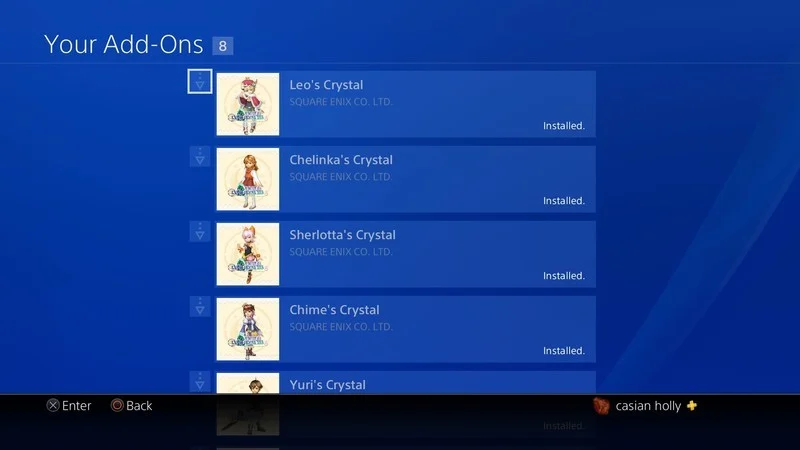 Your Add-Ons 8
Leo's Crystal
SQUARE ENIX CO. LTD.
Installed.
Chelinka's Crystal
SQUARE ENIX CO. LTD.
Installed.
Sherlotta's Crystal
SQUARE ENIX CO. LTD.
Installed.
Chime's Crystal
SQUARE ENIX CO. LTD.
Installed.
Yuri's Crystal
Enter
Back
casian holly
Installed.